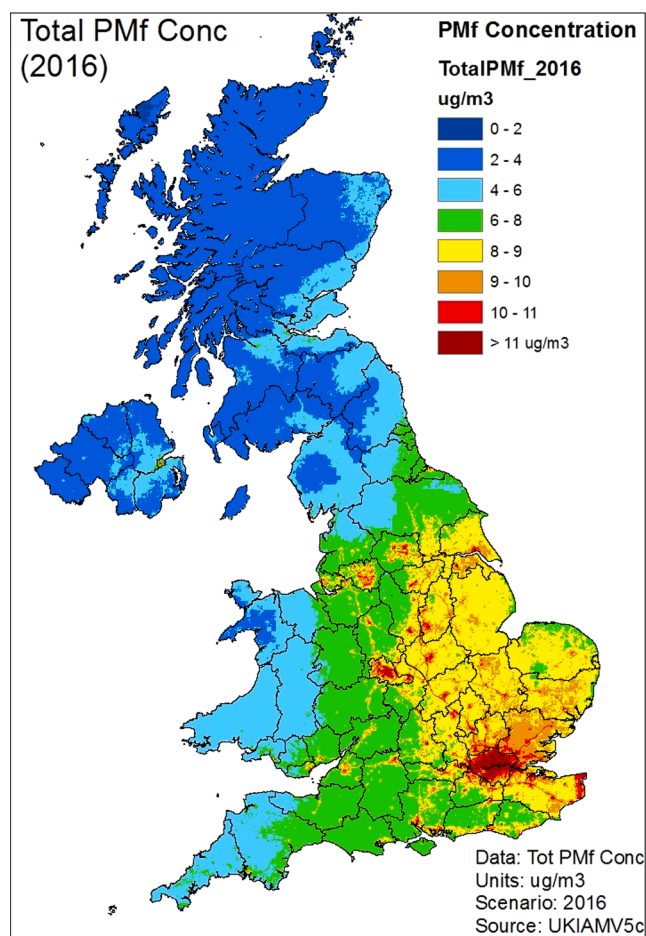 Total PMf Conc
(2016)
PMf Concentration
TotalPMf_2016
ug/m3
0 - 2
2 - 4
4 - 6
6 - 8
8 - 9
9 - 10
10 - 11
> 11 ug/m3
Data: Tot PMf Conc
Units: ug/m3
Scenario: 2016
Source: UKIAMV5c